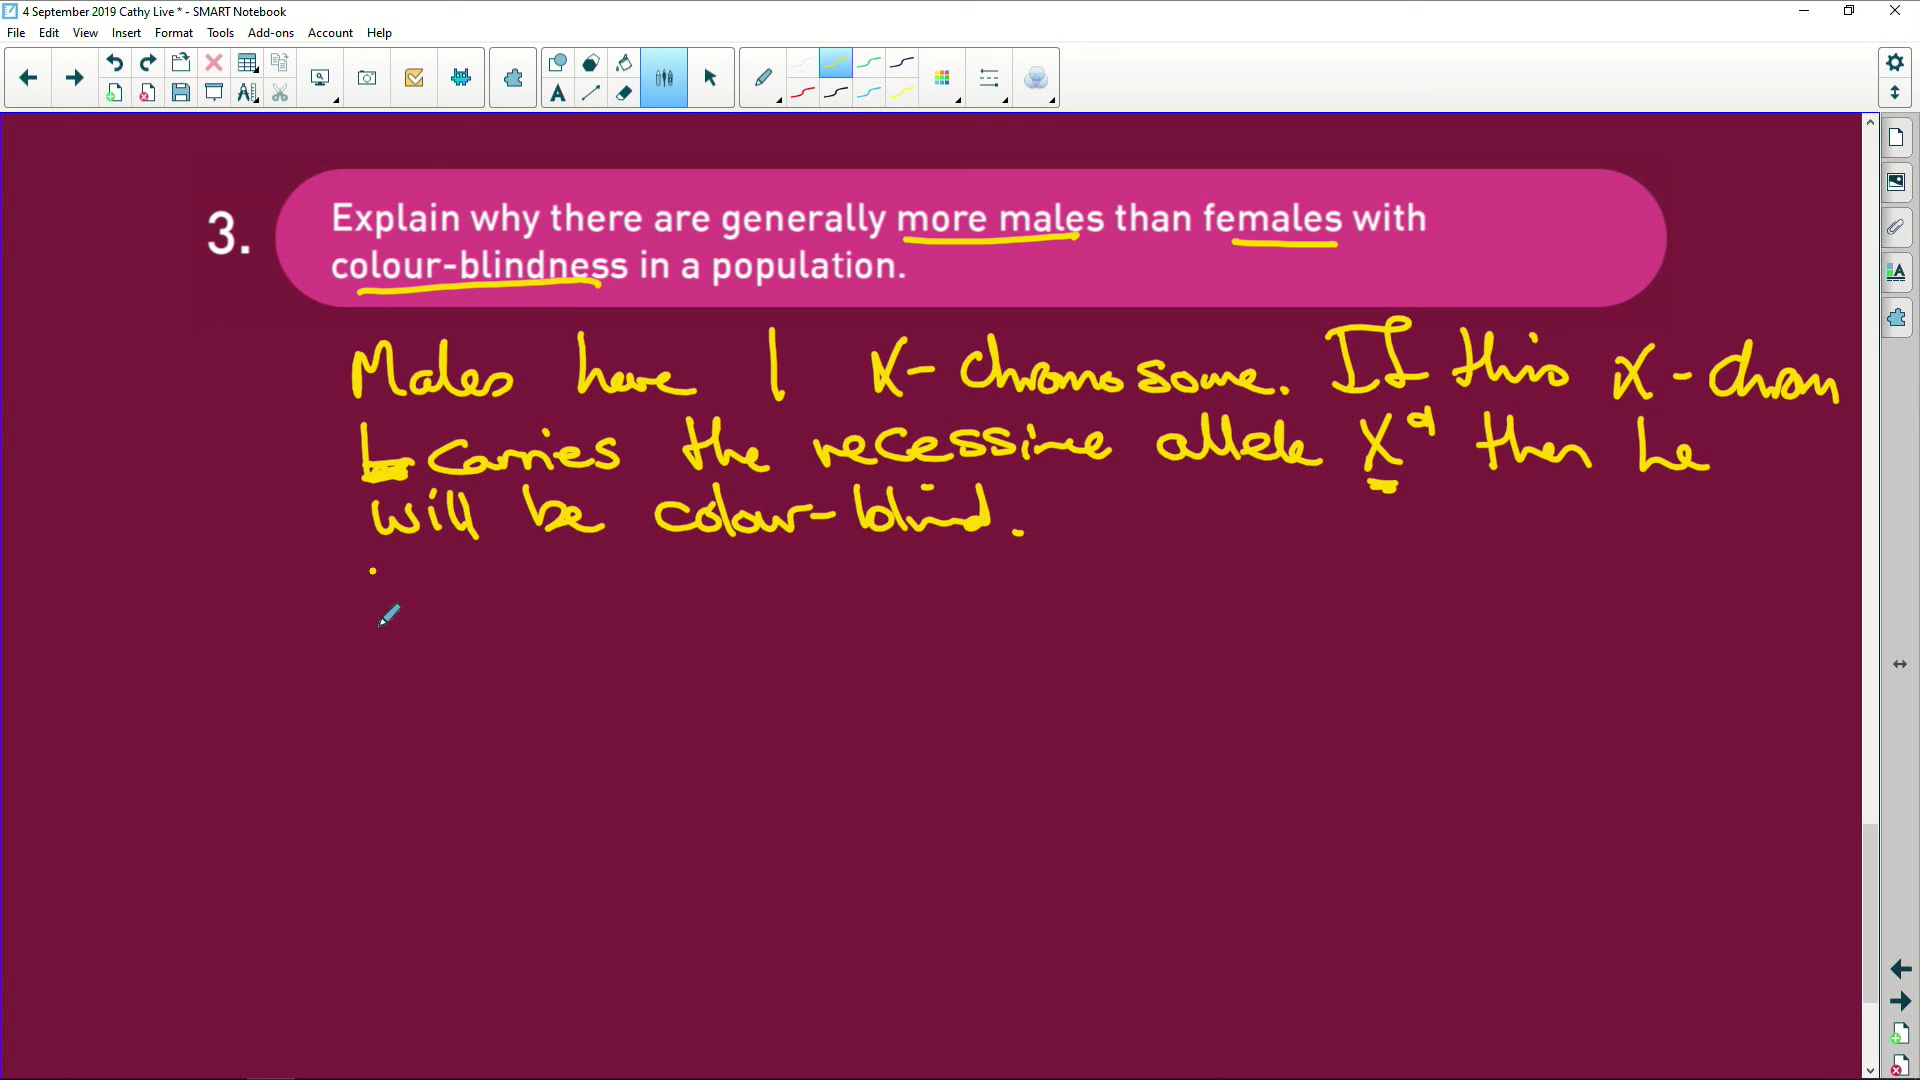 4 September 2019 Cathy Live * - SMART Notebook
File Edit View Insert Format Tools Add-ons Account Help
3. Explain why there are generally more males than females with
colour-blindness in a population.
Males have 1 X-chromosome. If this X-chrom
carries the recessive allele Xᵈ then he
will be colour-blind.